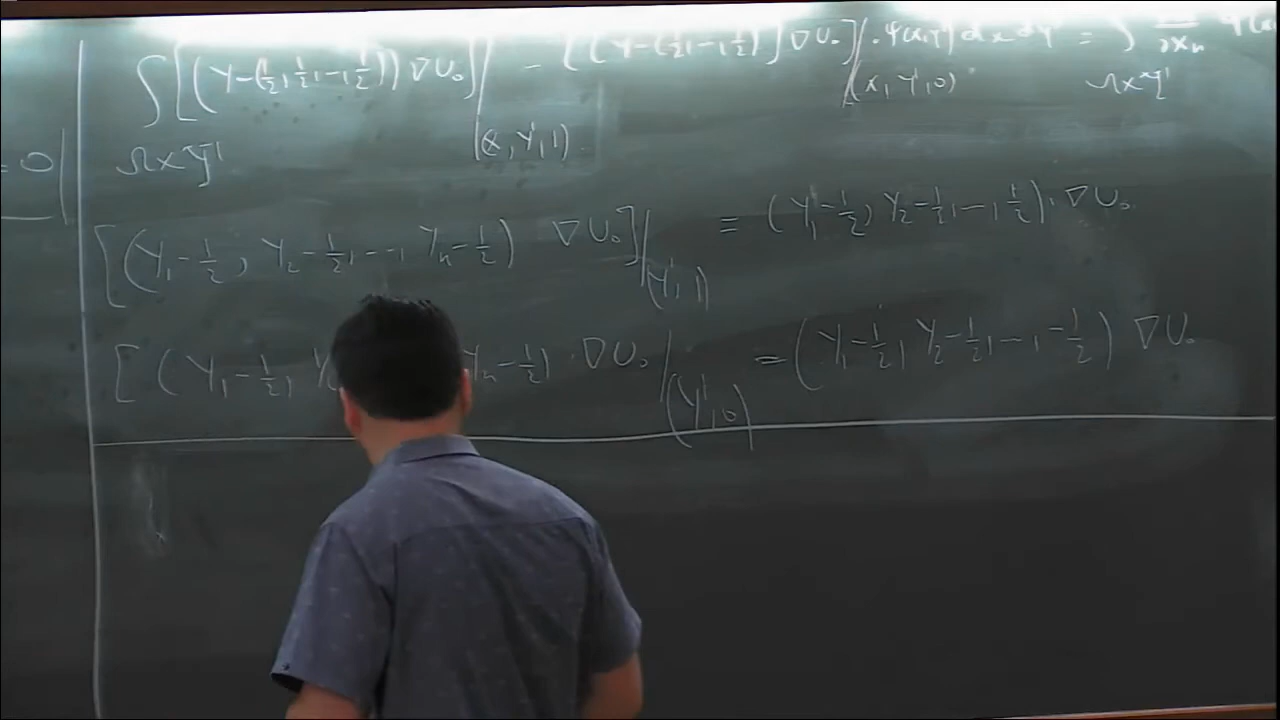 ∫ [(y-(1/2, 1/2, --, 1/2)) ∇U₀]| - [(y-(1/2, --, 1/2)] ∇U₀]| · ψ(x,y') dx dy' = ∫ ∂xₙ
Ω×Y' (x, y', 1) (x, y', 0) Ω×Y'
= 0
[(y₁-1/2, y₂-1/2, --, yₙ-1/2) ∇U₀]|(y',1) = (y₁-1/2, y₂-1/2, --, 1/2) · ∇U₀
[(y₁-1/2, yₙ-1/2) · ∇U₀|(y',0) = (y₁-1/2, y₂-1/2, --, -1/2) ∇U₀